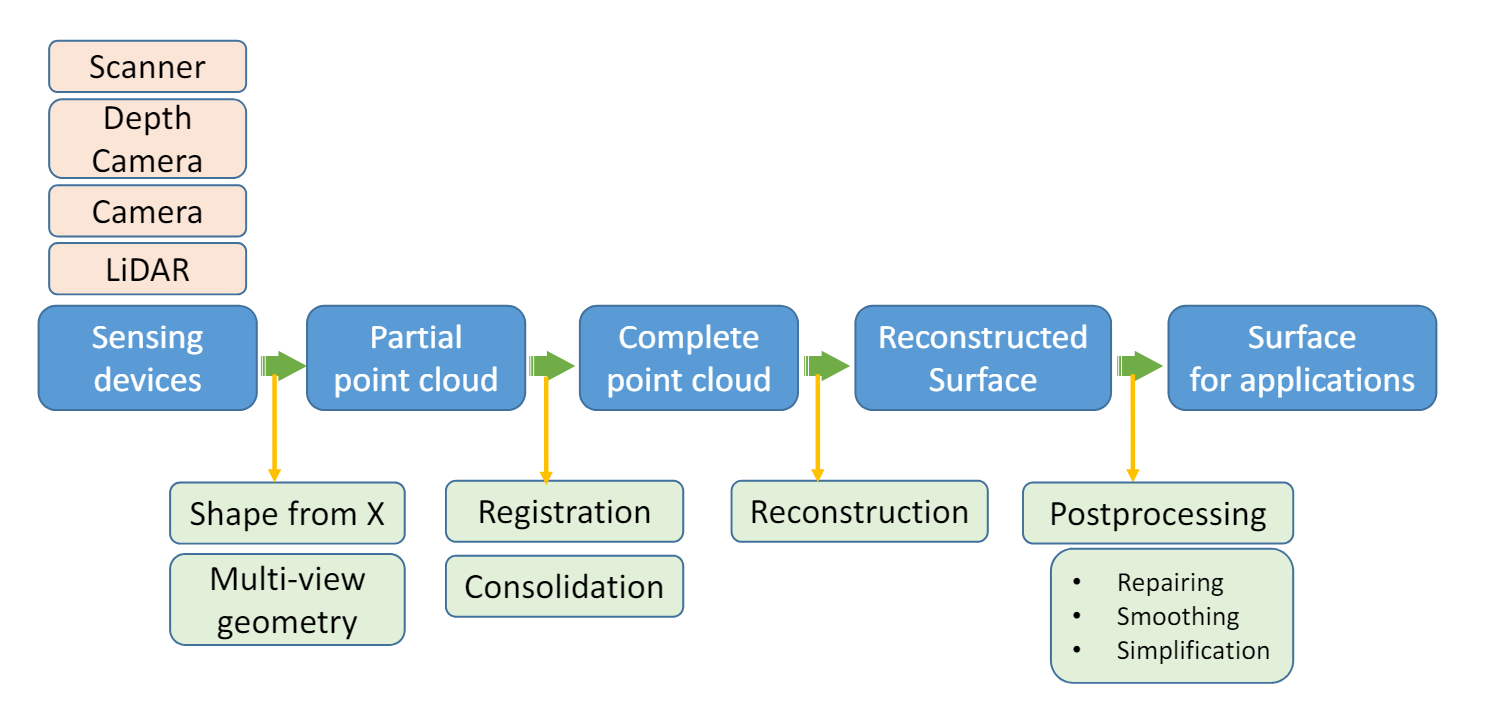 Scanner
Depth
Camera
Camera
LiDAR
Sensing
devices
Partial
point cloud
Complete
point cloud
Reconstructed
Surface
Surface
for applications
Shape from X
Multi-view
geometry
Registration
Consolidation
Reconstruction
Postprocessing
• Repairing
• Smoothing
• Simplification